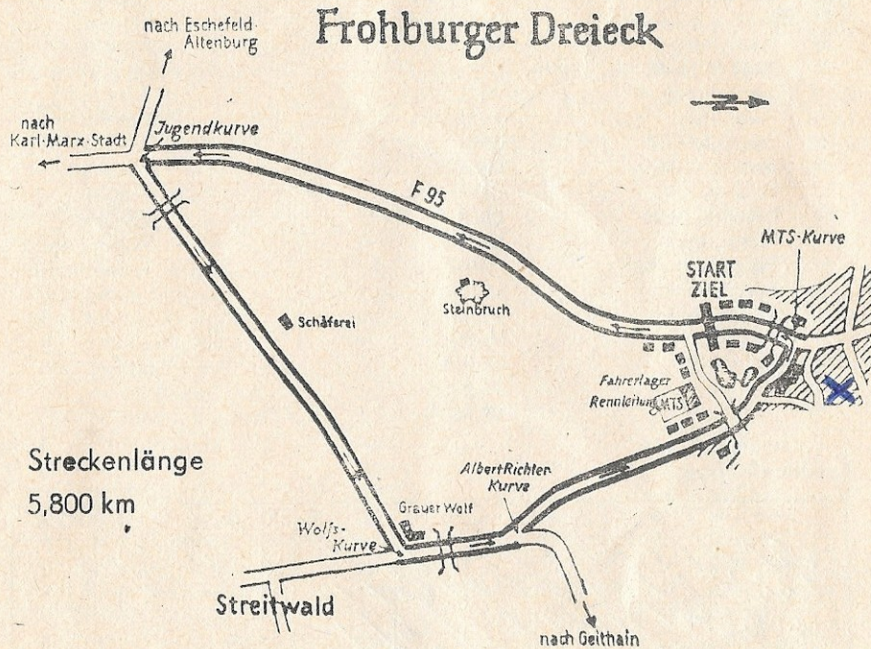 Frohburger Dreieck
nach Eschefeld-
Altenburg
N
nach
Karl-Marx-Stadt
Jugendkurve
F 95
MTS-Kurve
START
ZIEL
Steinbruch
Schäferei
Fahrerlager
Rennleitung
MTS
Streckenlänge
5,800 km
Albert Richter
Kurve
Grauer Wolf
Wolfs-
Kurve
Streitwald
nach Geithain